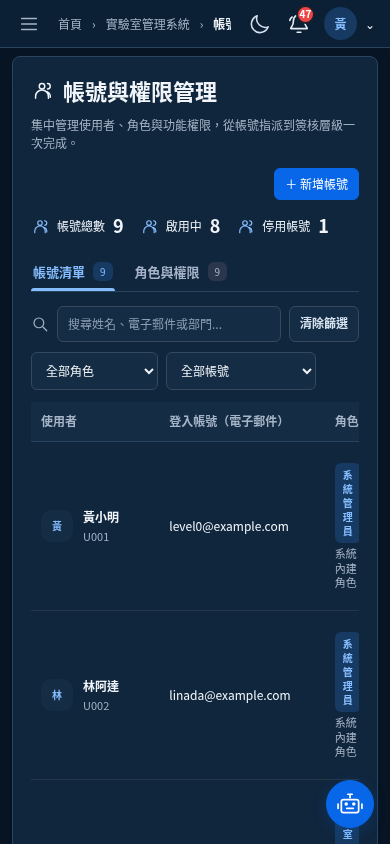 首頁 › 實驗室管理系統 › 帳號
47
黃
帳號與權限管理
集中管理使用者、角色與功能權限，從帳號指派到簽核層級一
次完成。
＋ 新增帳號
帳號總數 9 啟用中 8 停用帳號 1
帳號清單 9 角色與權限 9
搜尋姓名、電子郵件或部門... 清除篩選
全部角色 全部帳號
使用者 登入帳號（電子郵件） 角色
系
統
管
理
員
黃 黃小明 level0@example.com
U001
系統
內建
角色
系
統
管
理
員
林 林阿達 linada@example.com
U002
系統
內建
角色
室